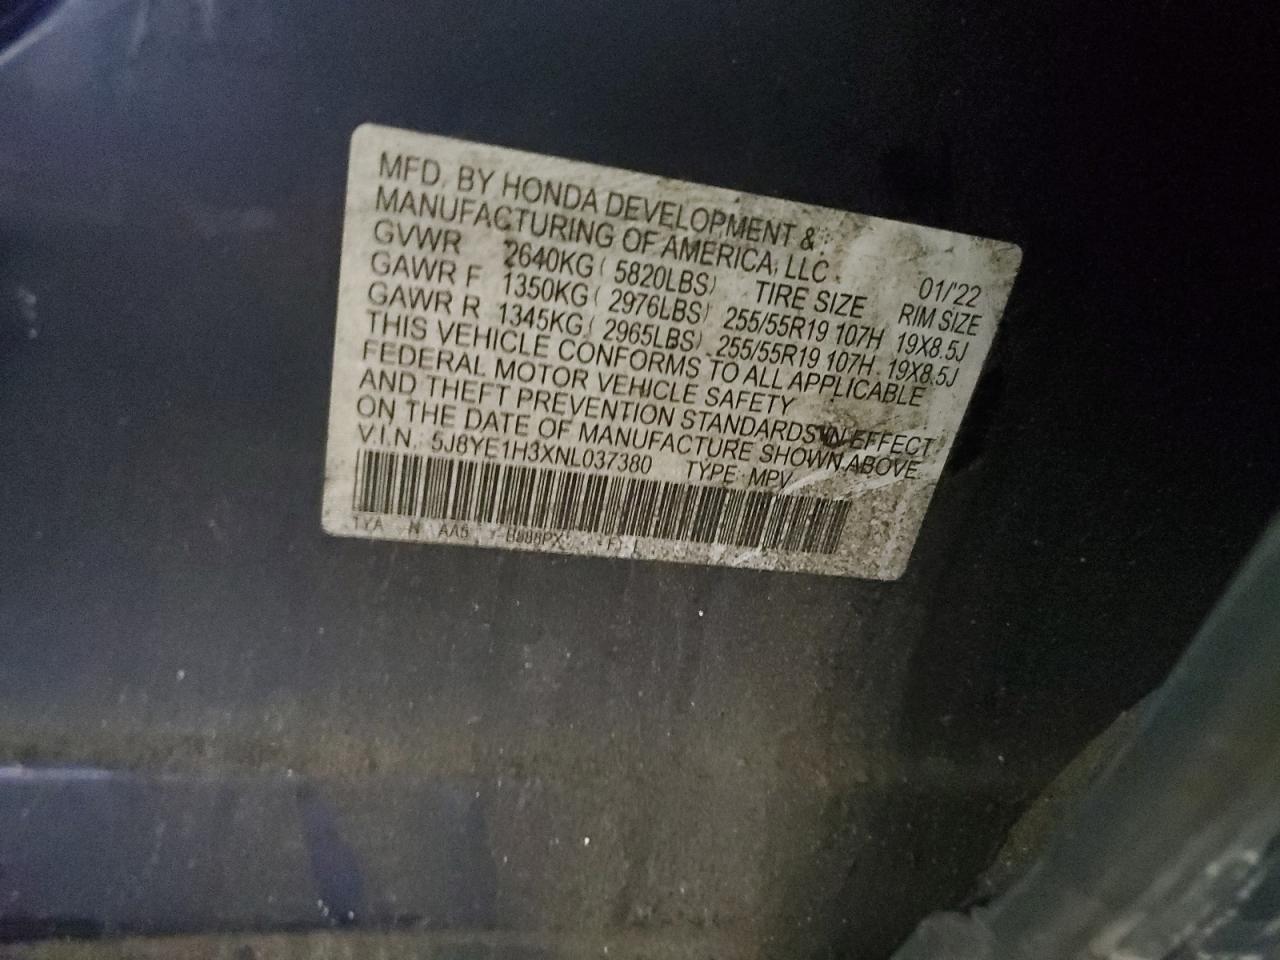 MFD. BY HONDA DEVELOPMENT &
MANUFACTURING OF AMERICA, LLC 01/'22
GVWR 2640KG ( 5820LBS) TIRE SIZE RIM SIZE
GAWR F 1350KG ( 2976LBS) 255/55R19 107H 19X8.5J
GAWR R 1345KG ( 2965LBS) 255/55R19 107H 19X8.5J
THIS VEHICLE CONFORMS TO ALL APPLICABLE
FEDERAL MOTOR VEHICLE SAFETY
AND THEFT PREVENTION STANDARDS IN EFFECT
ON THE DATE OF MANUFACTURE SHOWN ABOVE.
V.I.N.: 5J8YE1H3XNL037380 TYPE: MPV
TYA N AA5 Y-B588PX